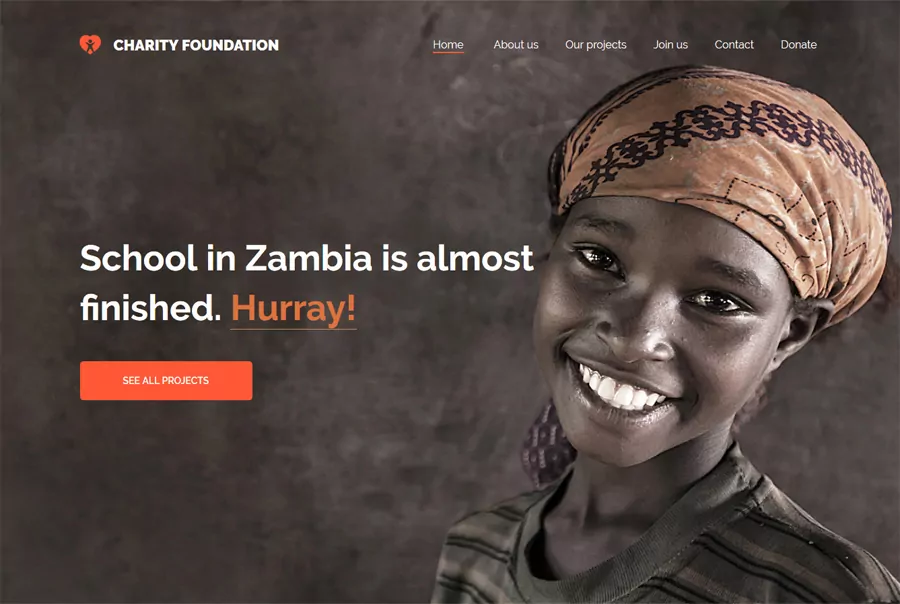 CHARITY FOUNDATION
Home About us Our projects Join us Contact Donate
School in Zambia is almost
finished. Hurray!
SEE ALL PROJECTS